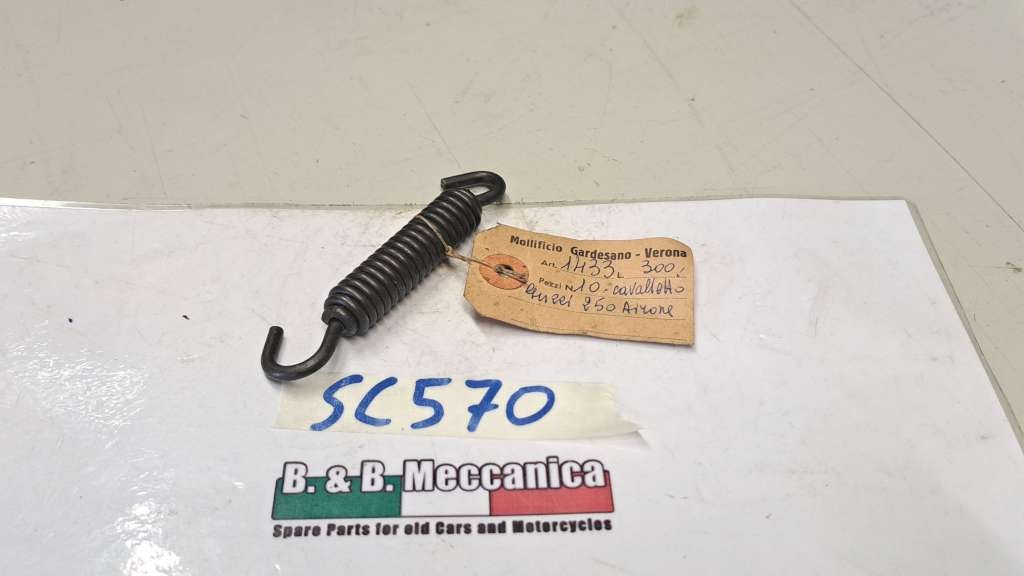 Mollificio Gardesano - Verona
Art. 1433 L 300,
Pezzi N 10 - cavalletto
Guzzi 250 Airone
SC570
B. & B. Meccanica
Spare Parts for old Cars and Motorcycles